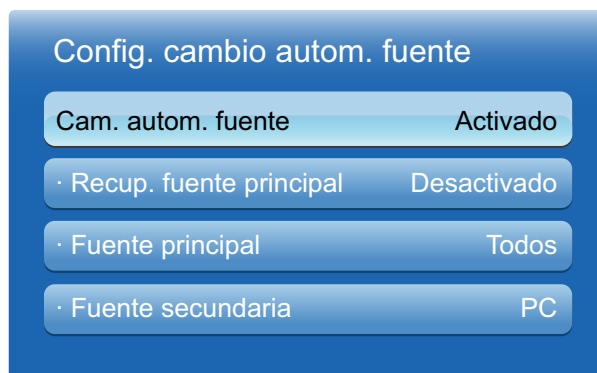 Config. cambio autom. fuente
Cam. autom. fuente Activado
· Recup. fuente principal Desactivado
· Fuente principal Todos
· Fuente secundaria PC